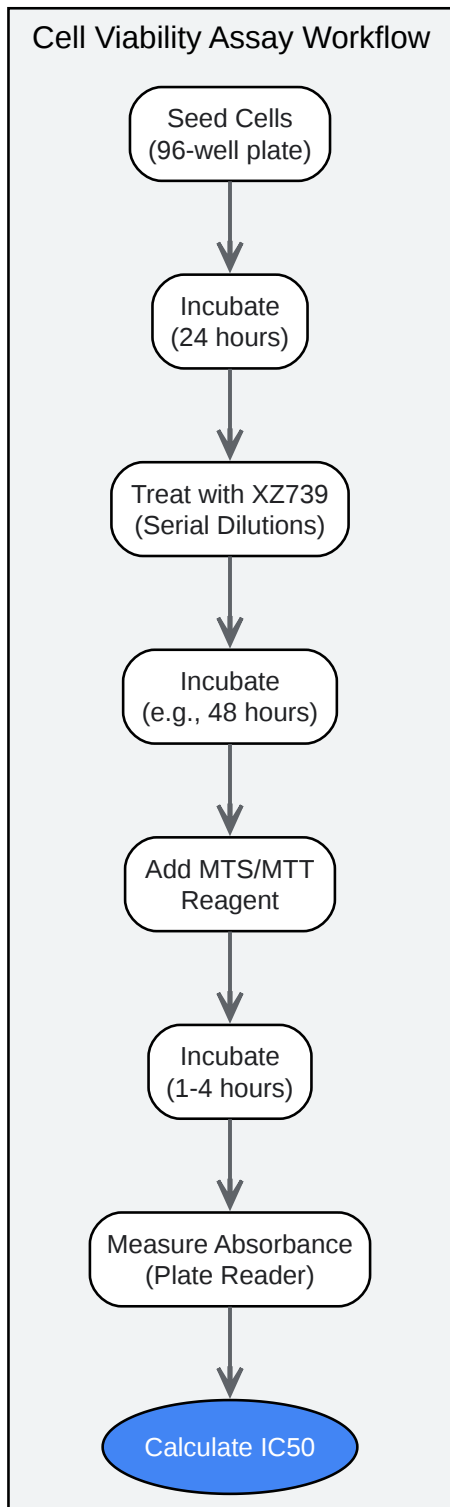 Cell Viability Assay Workflow
Seed Cells
(96-well plate)
Incubate
(24 hours)
Treat with XZ739
(Serial Dilutions)
Incubate
(e.g., 48 hours)
Add MTS/MTT
Reagent
Incubate
(1-4 hours)
Measure Absorbance
(Plate Reader)
Calculate IC50